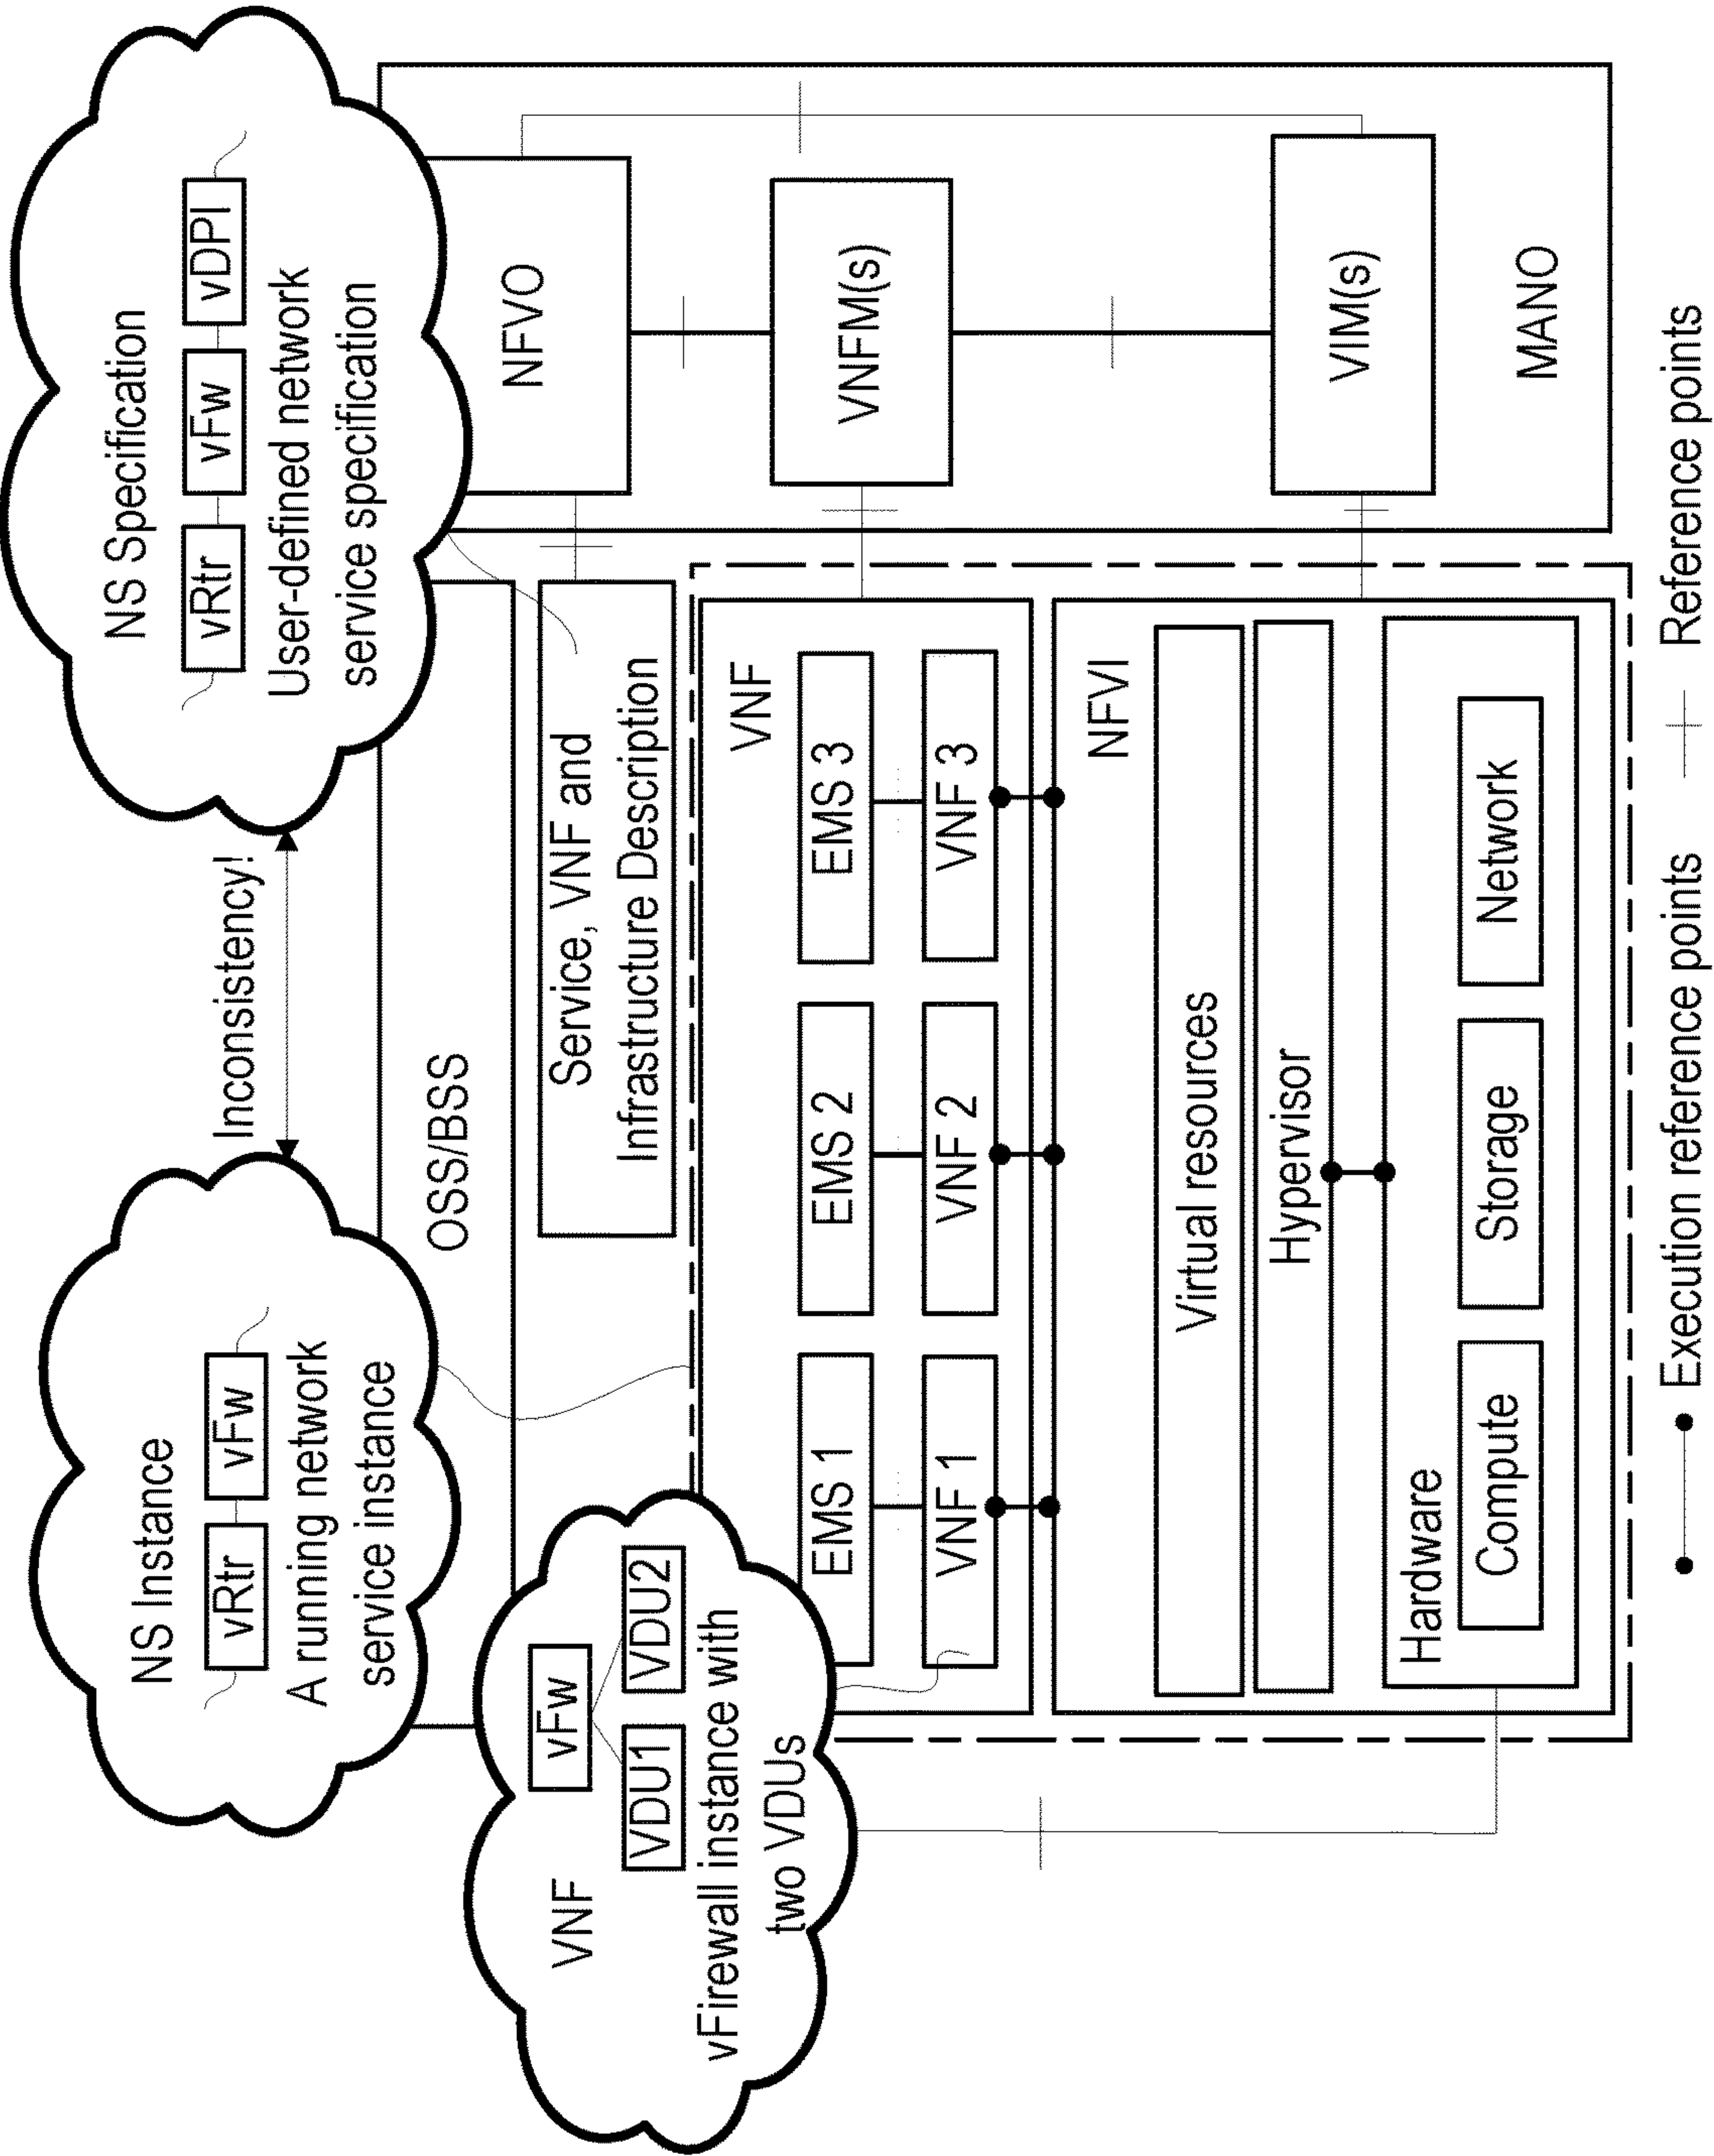 NS Instance
vRtr
vFw
A running network
service instance
Inconsistency!
NS Specification
vRtr
vFw
vDPI
User-defined network
service specification
VNF
vFw
VDU1
VDU2
vFirewall instance with
two VDUs
OSS/BSS
Service, VNF and
Infrastructure Description
VNF
EMS 1
EMS 2
EMS 3
VNF 1
VNF 2
VNF 3
NFVI
Virtual resources
Hypervisor
Hardware
Compute
Storage
Network
NFVO
VNFM(s)
VIM(s)
MANO
Execution reference points
Reference points